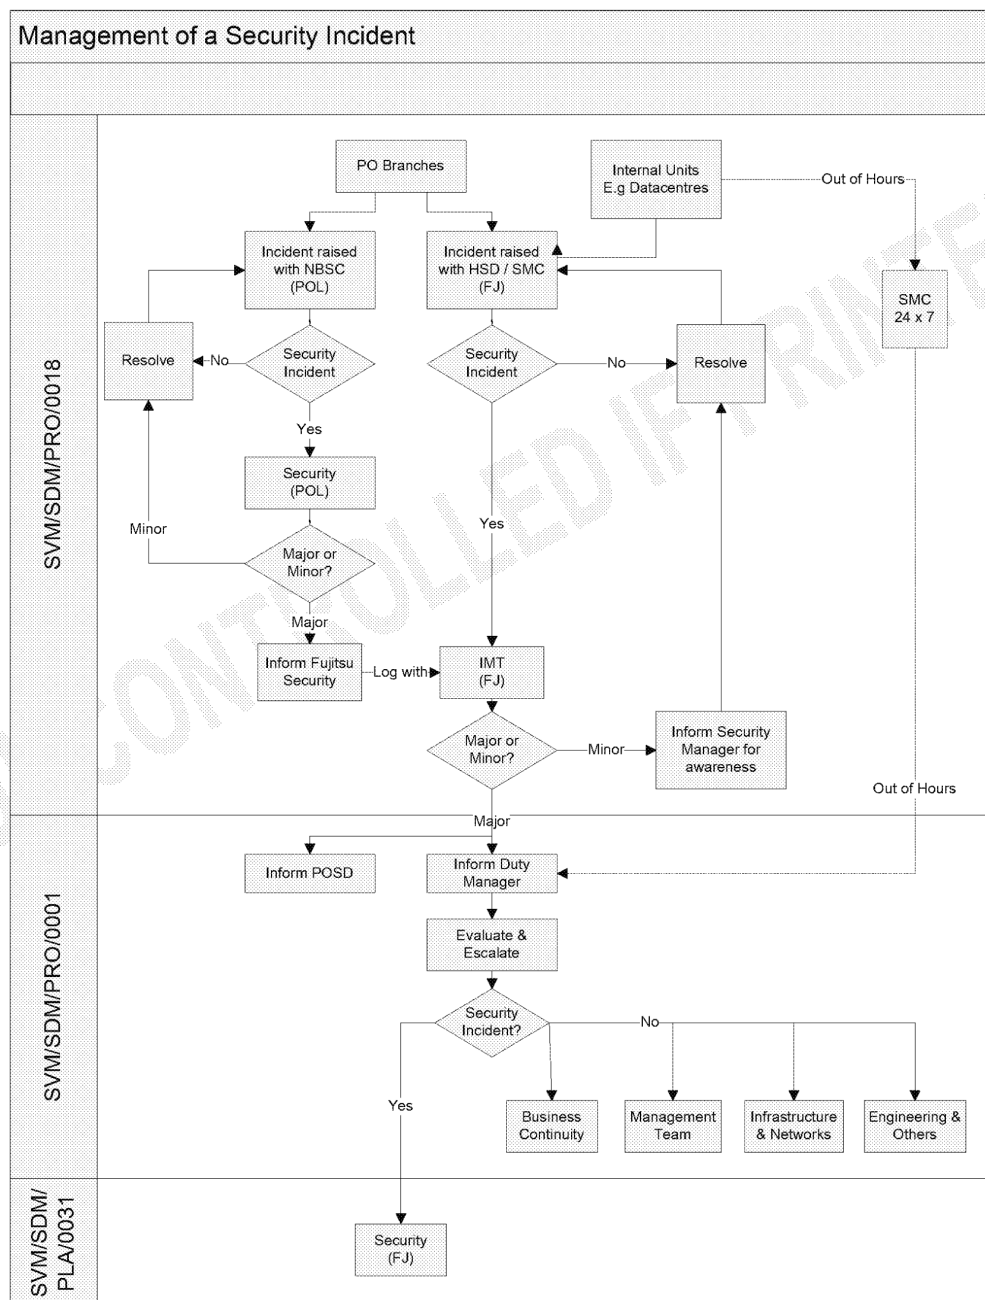 Management of a Security Incident
SVM/SDM/PRO/0018
PO Branches
Internal Units
E.g Datacentres
Out of Hours
Incident raised
with NBSC
(POL)
Incident raised
with HSD / SMC
(FJ)
SMC
24 x 7
Resolve
No
Security
Incident
Security
Incident
No
Resolve
Yes
Security
(POL)
Minor
Yes
Major or
Minor?
Major
Inform Fujitsu
Security
Log with
IMT
(FJ)
Major or
Minor?
Minor
Inform Security
Manager for
awareness
Out of Hours
CONTROLLED IF PRINTE
SVM/SDM/PRO/0001
Major
Inform POSD
Inform Duty
Manager
Evaluate &
Escalate
Security
Incident?
No
Yes
Business
Continuity
Management
Team
Infrastructure
& Networks
Engineering &
Others
SVM/SDM/
PLA/0031
Security
(FJ)